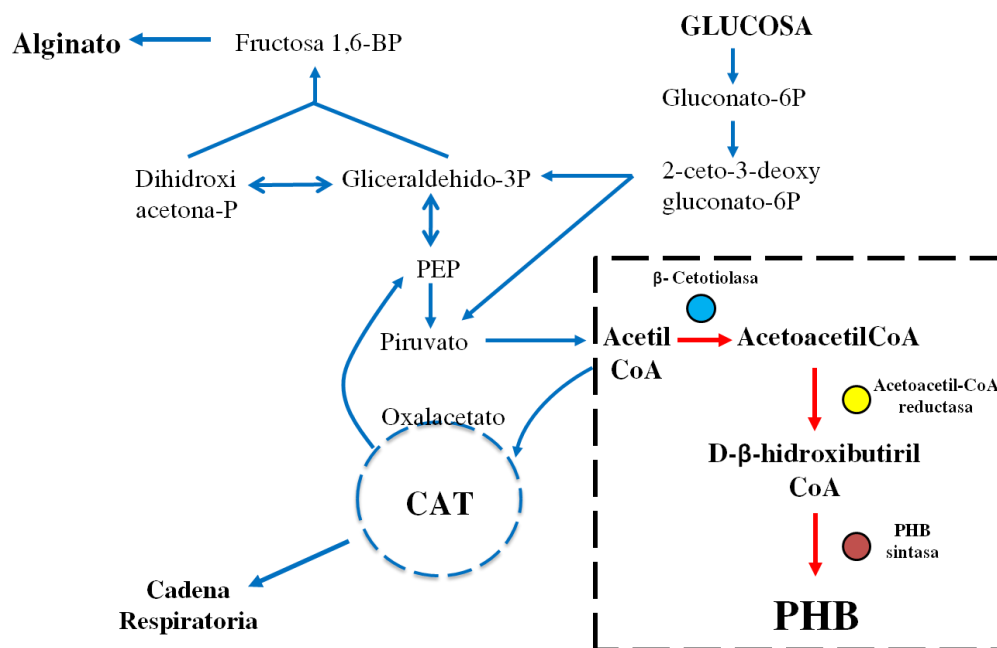 Alginato
Fructosa 1,6-BP
GLUCOSA
Gluconato-6P
Dihidroxi
acetona-P
Gliceraldehido-3P
2-ceto-3-deoxy
gluconato-6P
PEP
β- Cetotiolasa
Piruvato
Acetil
CoA
AcetoacetilCoA
Acetoacetil-CoA
reductasa
Oxalacetato
D-β-hidroxibutiril
CoA
CAT
PHB
sintasa
Cadena
Respiratoria
PHB